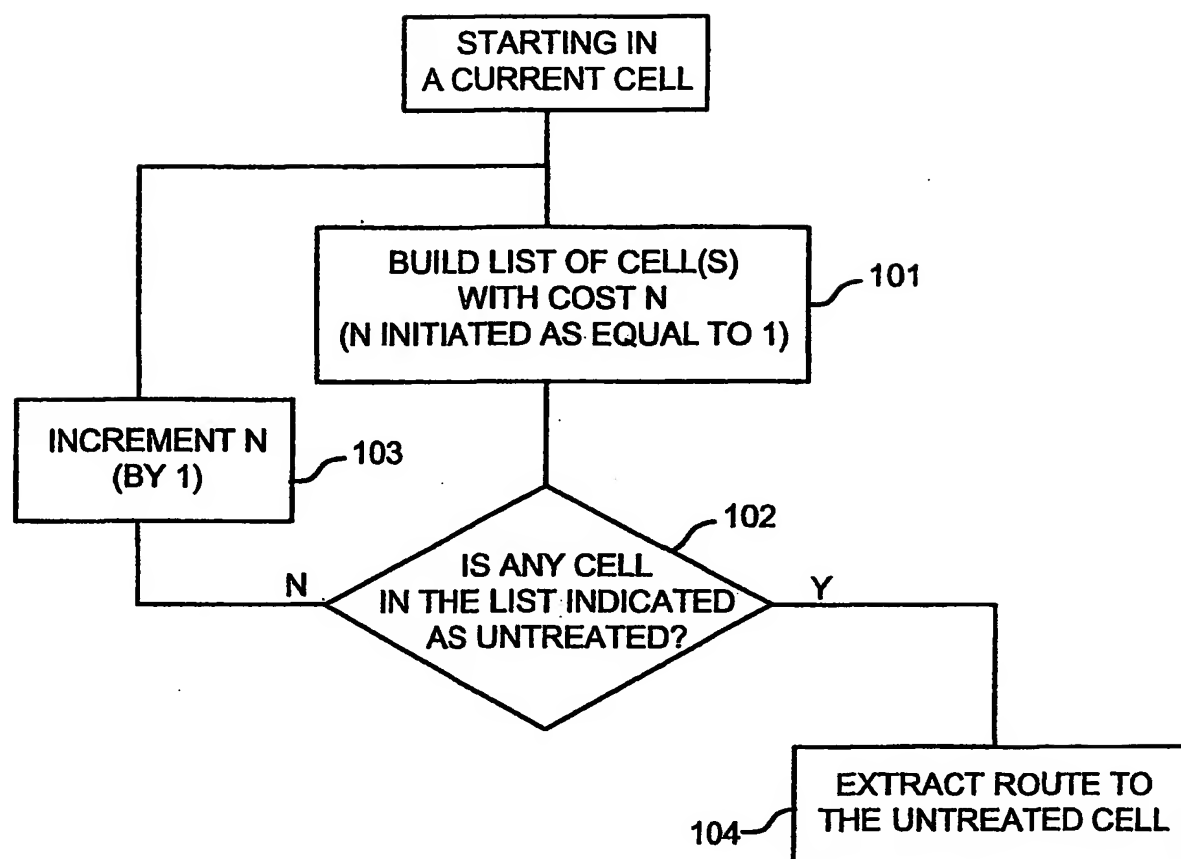 STARTING IN
A CURRENT CELL
BUILD LIST OF CELL(S)
WITH COST N
(N INITIATED AS EQUAL TO 1)
101
INCREMENT N
(BY 1)
103
102
IS ANY CELL
IN THE LIST INDICATED
AS UNTREATED?
N
Y
EXTRACT ROUTE TO
THE UNTREATED CELL
104